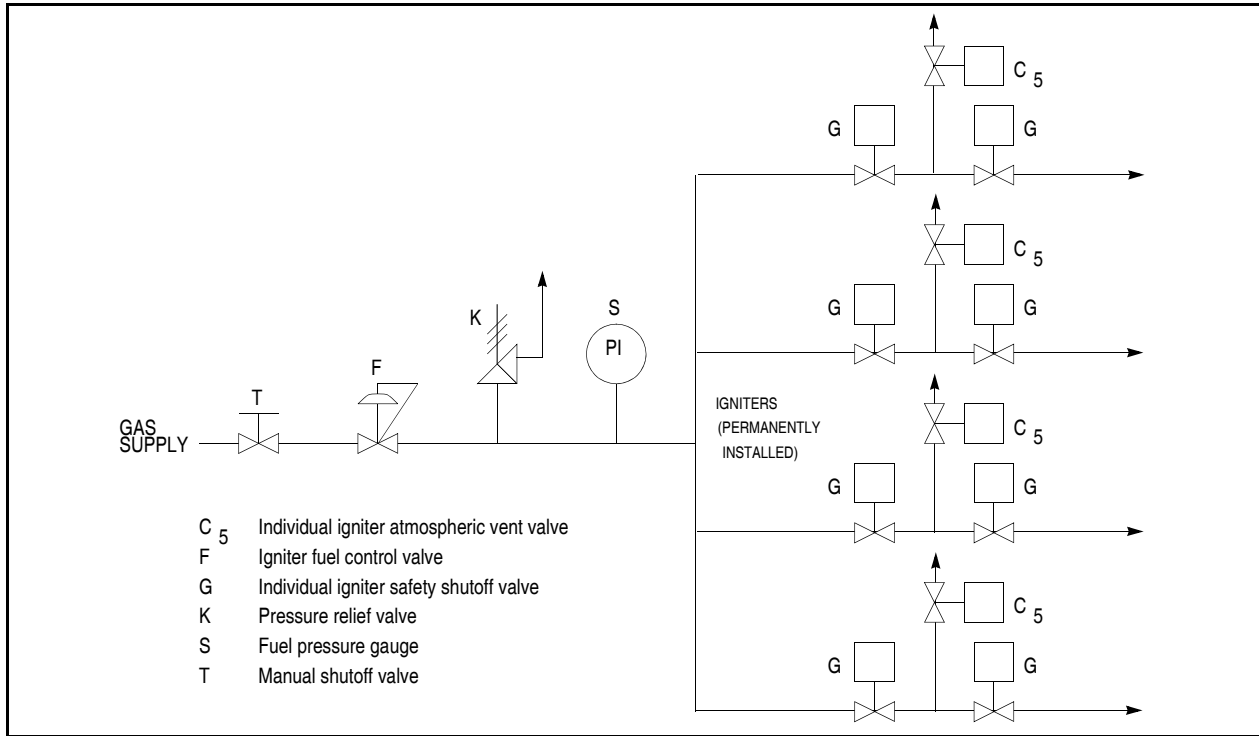 C 5
G
G
C 5
G
G
S
K
PI
F
T
IGNITERS
(PERMANENTLY
INSTALLED)
C 5
GAS
SUPPLY
G
G
C 5 Individual igniter atmospheric vent valve
F Igniter fuel control valve
G Individual igniter safety shutoff valve
K Pressure relief valve
S Fuel pressure gauge
T Manual shutoff valve
C 5
G
G